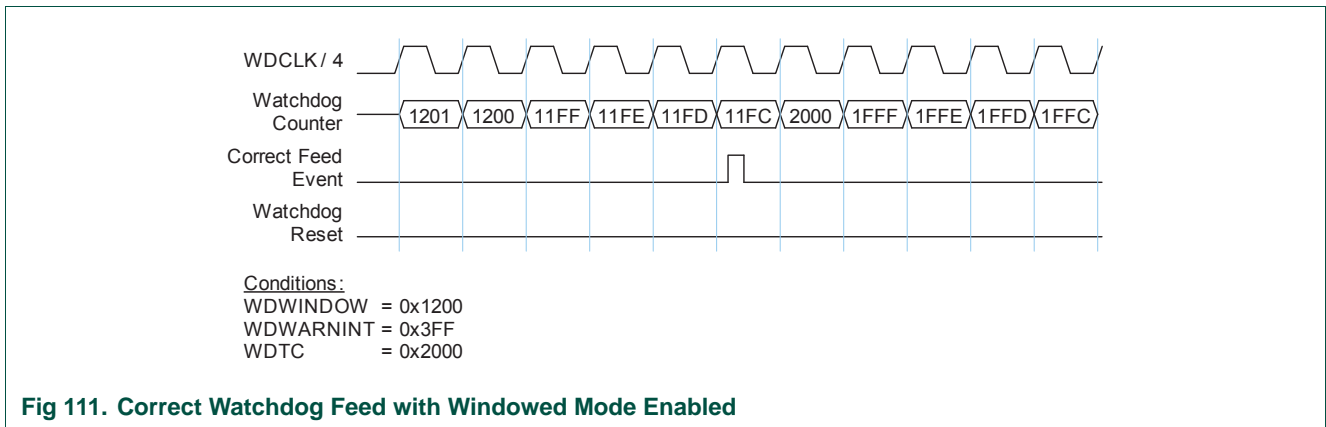 WDCLK / 4
Watchdog
Counter
1201 1200 11FF 11FE 11FD 11FC 2000 1FFF 1FFE 1FFD 1FFC
Correct Feed
Event
Watchdog
Reset
Conditions:
WDWINDOW = 0x1200
WDWARNINT = 0x3FF
WDTC = 0x2000
Fig 111. Correct Watchdog Feed with Windowed Mode Enabled